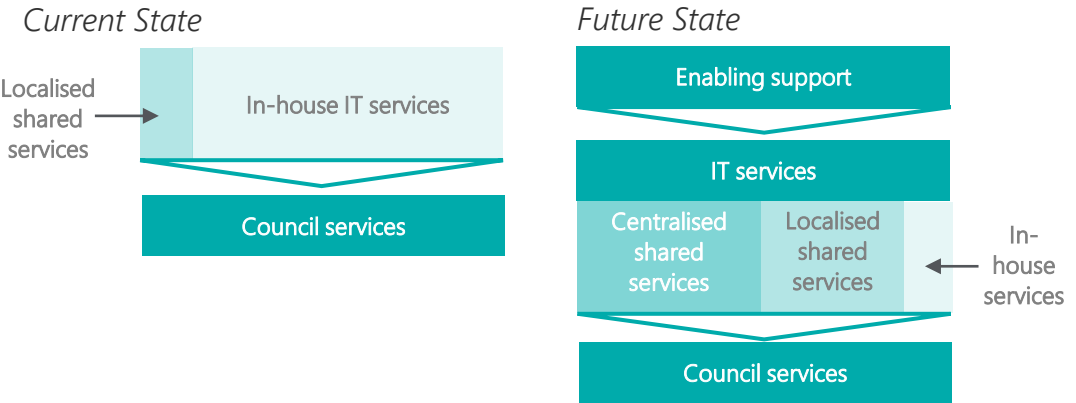 Current State
Localised
shared
services
In-house IT services
Council services
Future State
Enabling support
IT services
Centralised
shared
services
Localised
shared
services
In-
house
services
Council services